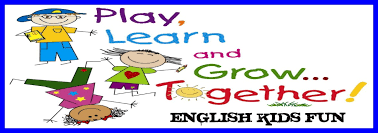 Play,
Learn
and
Grow...
Together!
ENGLISH KIDS FUN